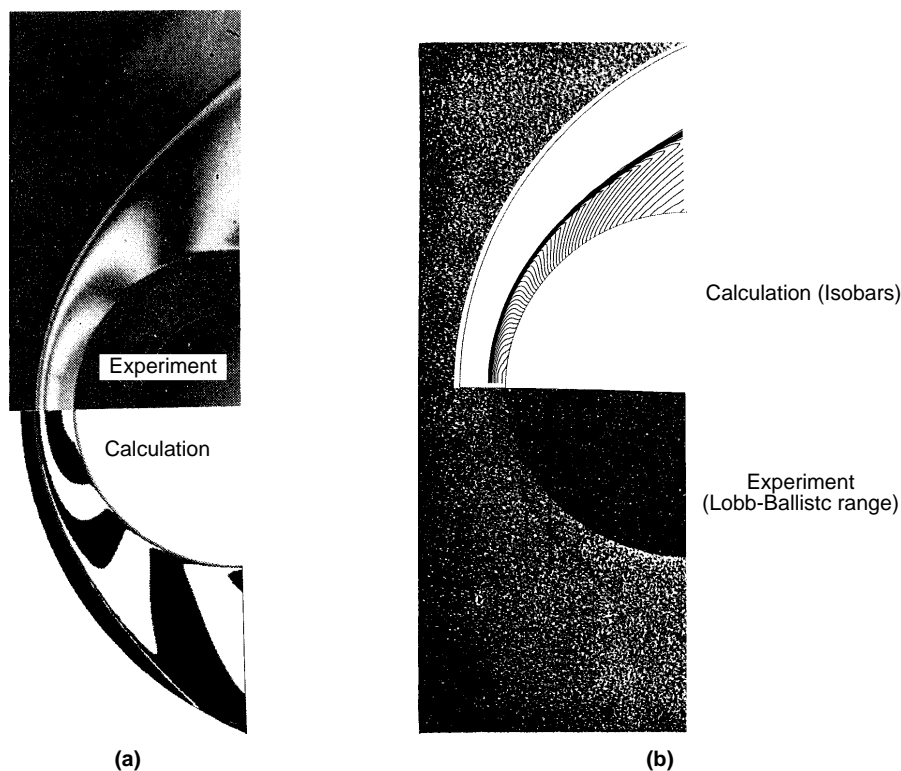 Experiment
Calculation
Calculation (Isobars)
Experiment
(Lobb-Ballistc range)
(a)
(b)